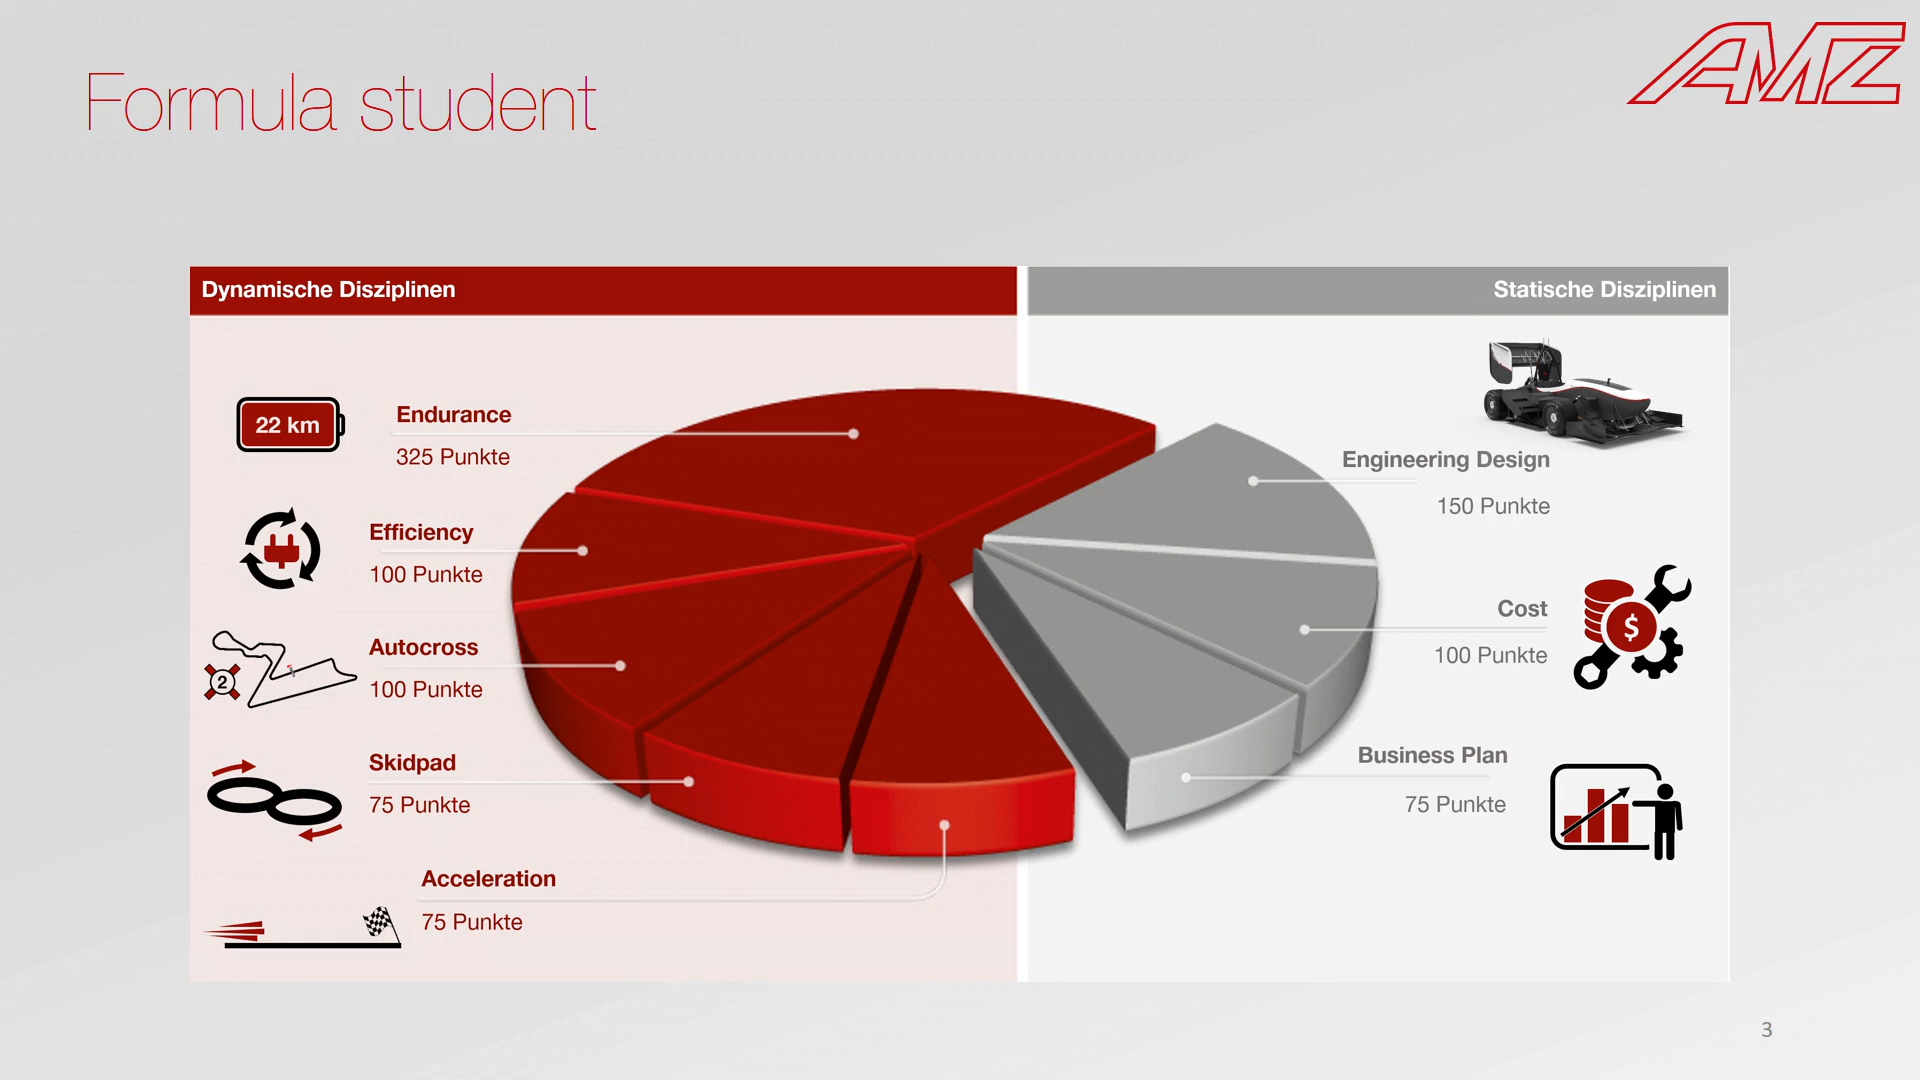 AMZ
Formula student
Dynamische Disziplinen
Statische Disziplinen
22 km
Endurance
325 Punkte
Efficiency
100 Punkte
2
Autocross
100 Punkte
Skidpad
75 Punkte
Acceleration
75 Punkte
Engineering Design
150 Punkte
Cost
100 Punkte
$
Business Plan
75 Punkte
3